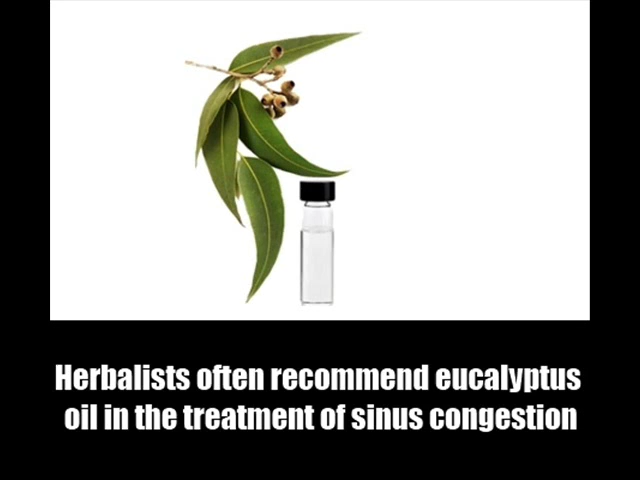 Herbalists often recommend eucalyptus
oil in the treatment of sinus congestion